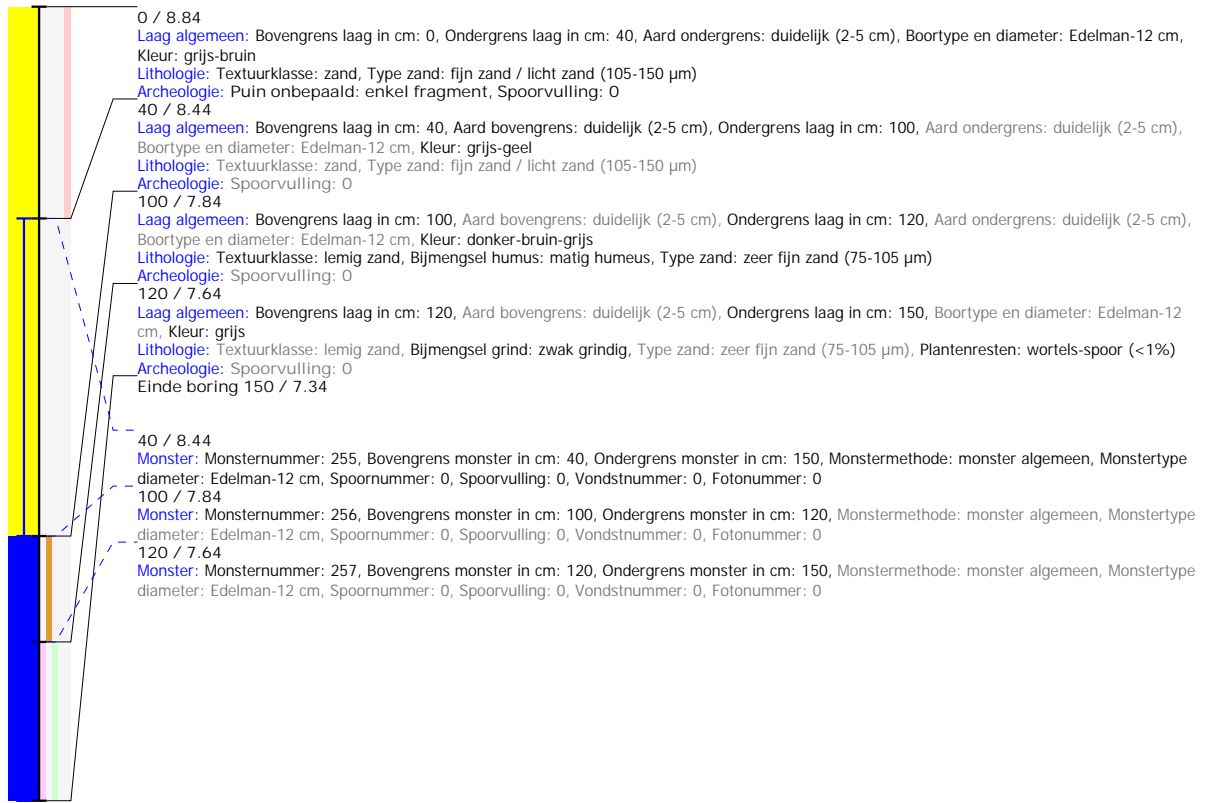 0 / 8.84
Laag algemeen: Bovengrens laag in cm: 0, Ondergrens laag in cm: 40, Aard ondergrens: duidelijk (2-5 cm), Boortype en diameter: Edelman-12 cm,
Kleur: grijs-bruin
Lithologie: Textuurklasse: zand, Type zand: fijn zand / licht zand (105-150 µm)
Archeologie: Puin onbepaald: enkel fragment, Spoorvulling: 0
40 / 8.44
Laag algemeen: Bovengrens laag in cm: 40, Aard bovengrens: duidelijk (2-5 cm), Ondergrens laag in cm: 100, Aard ondergrens: duidelijk (2-5 cm),
Boortype en diameter: Edelman-12 cm, Kleur: grijs-geel
Lithologie: Textuurklasse: zand, Type zand: fijn zand / licht zand (105-150 µm)
Archeologie: Spoorvulling: 0
100 / 7.84
Laag algemeen: Bovengrens laag in cm: 100, Aard bovengrens: duidelijk (2-5 cm), Ondergrens laag in cm: 120, Aard ondergrens: duidelijk (2-5 cm),
Boortype en diameter: Edelman-12 cm, Kleur: donker-bruin-grijs
Lithologie: Textuurklasse: lemig zand, Bijmengsel humus: matig humeus, Type zand: zeer fijn zand (75-105 µm)
Archeologie: Spoorvulling: 0
120 / 7.64
Laag algemeen: Bovengrens laag in cm: 120, Aard bovengrens: duidelijk (2-5 cm), Ondergrens laag in cm: 150, Boortype en diameter: Edelman-12
cm, Kleur: grijs
Lithologie: Textuurklasse: lemig zand, Bijmengsel grind: zwak grindig, Type zand: zeer fijn zand (75-105 µm), Plantenresten: wortels-spoor (<1%)
Archeologie: Spoorvulling: 0
Einde boring 150 / 7.34
40 / 8.44
Monster: Monsternummer: 255, Bovengrens monster in cm: 40, Ondergrens monster in cm: 150, Monstermethode: monster algemeen, Monstertype
diameter: Edelman-12 cm, Spoornummer: 0, Spoorvulling: 0, Vondstnummer: 0, Fotonummer: 0
100 / 7.84
Monster: Monsternummer: 256, Bovengrens monster in cm: 100, Ondergrens monster in cm: 120, Monstermethode: monster algemeen, Monstertype
diameter: Edelman-12 cm, Spoornummer: 0, Spoorvulling: 0, Vondstnummer: 0, Fotonummer: 0
120 / 7.64
Monster: Monsternummer: 257, Bovengrens monster in cm: 120, Ondergrens monster in cm: 150, Monstermethode: monster algemeen, Monstertype
diameter: Edelman-12 cm, Spoornummer: 0, Spoorvulling: 0, Vondstnummer: 0, Fotonummer: 0